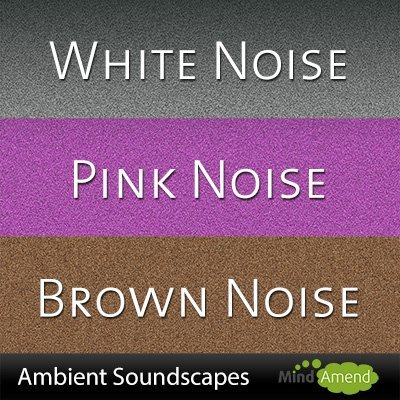 White Noise
Pink Noise
Brown Noise
Ambient Soundscapes
Mind Amend